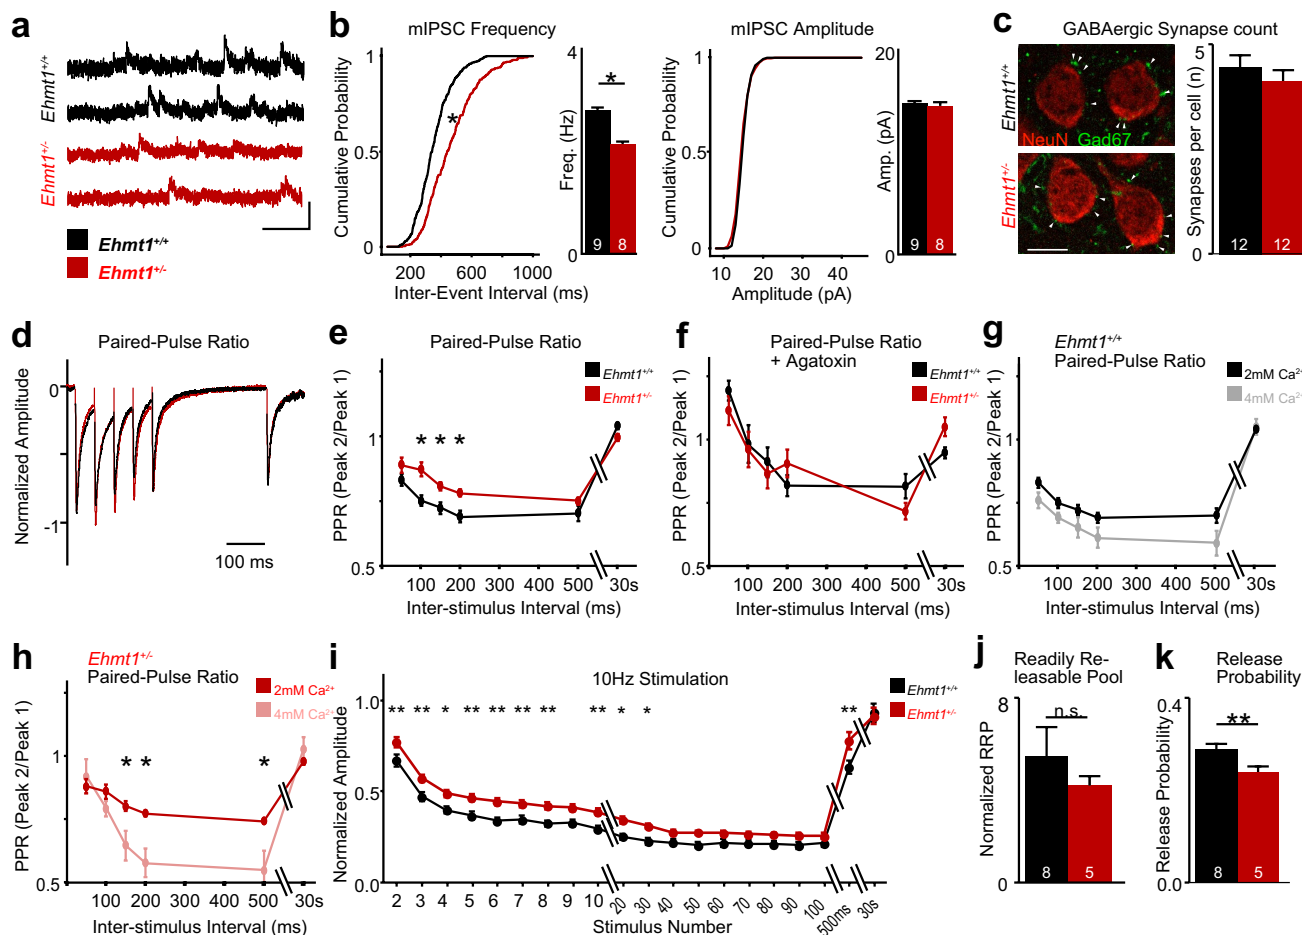 a
Ehmt1+/+
Ehmt1+/-
Ehmt1+/+
Ehmt1+/-
b
mIPSC Frequency
Cumulative Probability
1
0.5
0
200
600
1000
Inter-Event Interval (ms)
*
4
Freq. (Hz)
0
*
9
8
mIPSC Amplitude
Cumulative Probability
1
0.5
0
10
20
30
40
Amplitude (pA)
20
Amp. (pA)
0
9
8
c
GABAergic Synapse count
Ehmt1+/+
Ehmt1+/-
NeuN
Gad67
5
Synapses per cell (n)
0
12
12
d
Paired-Pulse Ratio
Normalized Amplitude
0
-1
100 ms
e
Paired-Pulse Ratio
Ehmt1+/+
Ehmt1+/-
PPR (Peak 2/Peak 1)
1
0.5
* * *
100 200 300 400 500 30s
Inter-stimulus Interval (ms)
f
Paired-Pulse Ratio
+ Agatoxin
Ehmt1+/+
Ehmt1+/-
PPR (Peak 2/Peak 1)
1
0.5
100 200 300 400 500 30s
Inter-stimulus Interval (ms)
g
Ehmt1+/+
Paired-Pulse Ratio
2mM Ca2+
4mM Ca2+
PPR (Peak 2/Peak 1)
1
0.5
100 200 300 400 500 30s
Inter-stimulus Interval (ms)
h
Ehmt1+/-
Paired-Pulse Ratio
2mM Ca2+
4mM Ca2+
PPR (Peak 2/Peak 1)
1
0.5
* * *
100 200 300 400 500 30s
Inter-stimulus Interval (ms)
i
10Hz Stimulation
Ehmt1+/+
Ehmt1+/-
Normalized Amplitude
1.0
0.5
0.0
** ** * ** ** ** ** ** * * **
2 3 4 5 6 7 8 9 10 20 30 40 50 60 70 80 90 100 500ms 30s
Stimulus Number
j
Readily Re-
leasable Pool
8
Normalized RRP
0
n.s.
8
5
k
Release
Probability
0.4
Release Probability
0.0
**
8
5